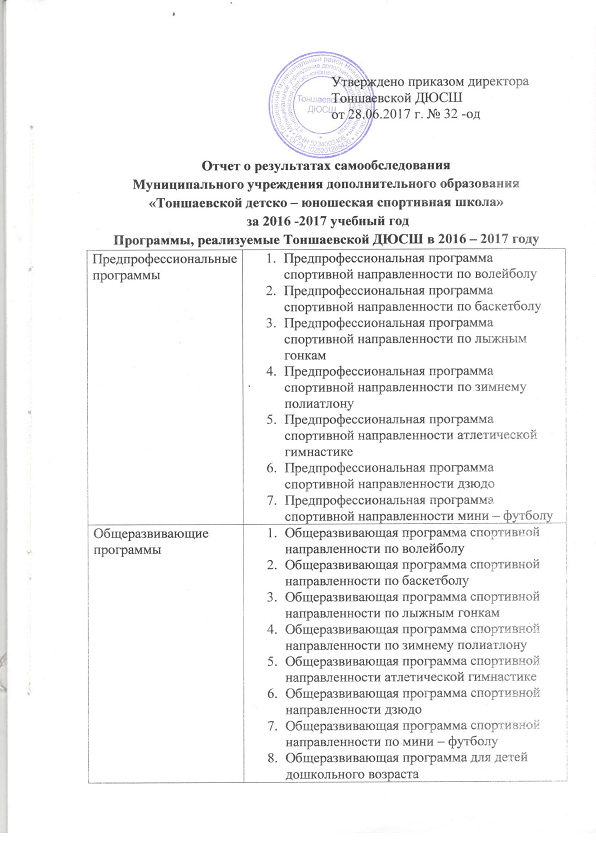 Утверждено приказом директора
Тоншаевской ДЮСШ
от 28.06.2017 г. № 32 -од
Тоншаевская
ДЮСШ
Отчет о результатах самообследования
Муниципального учреждения дополнительного образования
«Тоншаевской детско – юношеская спортивная школа»
за 2016 -2017 учебный год
Программы, реализуемые Тоншаевской ДЮСШ в 2016 – 2017 году
Предпрофессиональные
программы
1. Предпрофессиональная программа
спортивной направленности по волейболу
2. Предпрофессиональная программа
спортивной направленности по баскетболу
3. Предпрофессиональная программа
спортивной направленности по лыжным
гонкам
4. Предпрофессиональная программа
спортивной направленности по зимнему
полиатлону
5. Предпрофессиональная программа
спортивной направленности атлетической
гимнастике
6. Предпрофессиональная программа
спортивной направленности дзюдо
7. Предпрофессиональная программа
спортивной направленности мини – футболу
Общеразвивающие
программы
1. Общеразвивающая программа спортивной
направленности по волейболу
2. Общеразвивающая программа спортивной
направленности по баскетболу
3. Общеразвивающая программа спортивной
направленности по лыжным гонкам
4. Общеразвивающая программа спортивной
направленности по зимнему полиатлону
5. Общеразвивающая программа спортивной
направленности атлетической гимнастике
6. Общеразвивающая программа спортивной
направленности дзюдо
7. Общеразвивающая программа спортивной
направленности по мини – футболу
8. Общеразвивающая программа для детей
дошкольного возраста